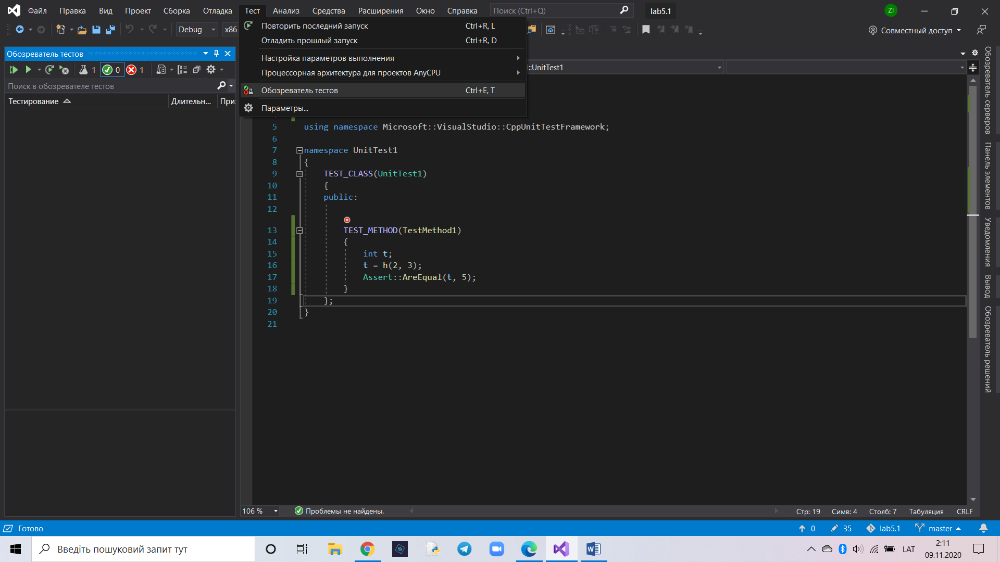 Файл Правка Вид Проект Сборка Отладка Тест Анализ Средства Расширения Окно Справка Поиск (Ctrl+Q) lab5.1 ZI
Debug x86 Совместный доступ
Повторить последний запуск Ctrl+R, L
Отладить прошлый запуск Ctrl+R, D
Настройка параметров выполнения
Процессорная архитектура для проектов AnyCPU
Обозреватель тестов Ctrl+E, T
Параметры...
Обозреватель тестов
1 0 1
Поиск в обозревателе тестов
Тестирование Длительн... При
::UnitTest1
5 using namespace Microsoft::VisualStudio::CppUnitTestFramework;
6
7 namespace UnitTest1
8 {
9 TEST_CLASS(UnitTest1)
10 {
11 public:
12
13 TEST_METHOD(TestMethod1)
14 {
15 int t;
16 t = h(2, 3);
17 Assert::AreEqual(t, 5);
18 }
19 };
20 }
21
Обозреватель серверов
Панель элементов
Уведомления
Вывод
Обозреватель решений
106 % Проблемы не найдены. Стр: 19 Симв: 4 Столб: 7 Табуляция CRLF
Готово 0 35 lab5.1 master
Введіть пошуковий запит тут LAT 2:11
09.11.2020